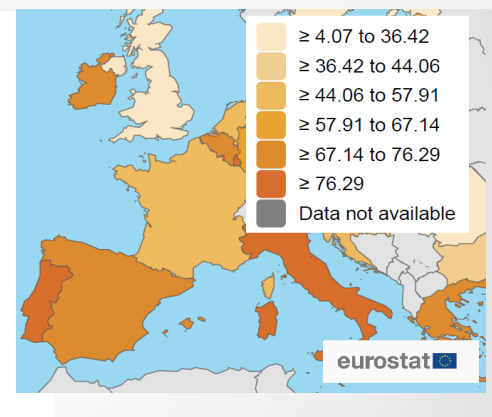 ≥ 4.07 to 36.42
≥ 36.42 to 44.06
≥ 44.06 to 57.91
≥ 57.91 to 67.14
≥ 67.14 to 76.29
≥ 76.29
Data not available
eurostat